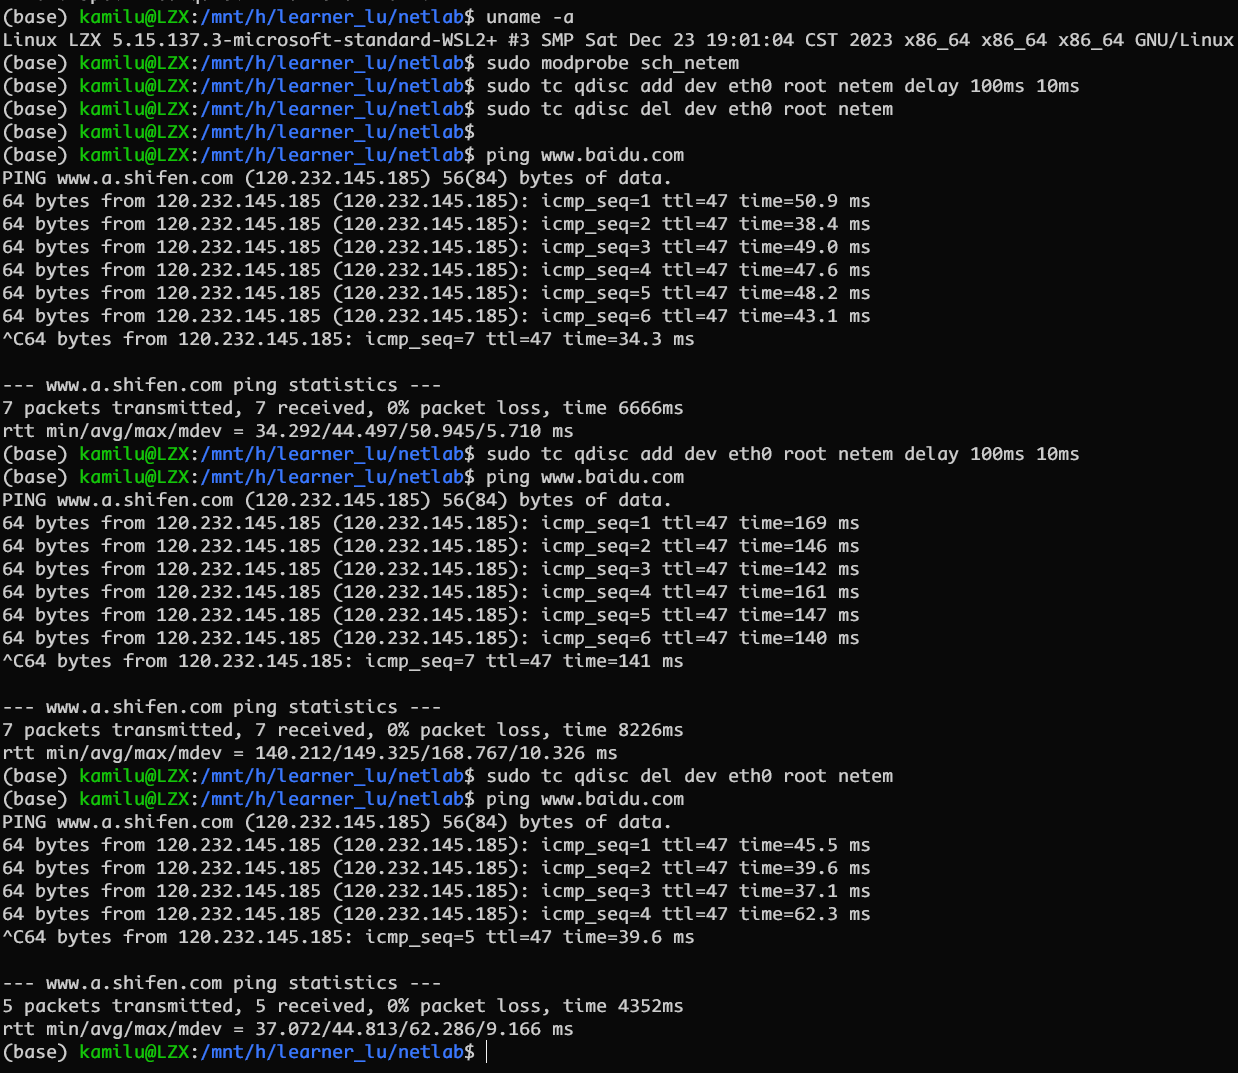 (base) kamilu@LZX:/mnt/h/learner_lu/netlab$ uname -a
Linux LZX 5.15.137.3-microsoft-standard-WSL2+ #3 SMP Sat Dec 23 19:01:04 CST 2023 x86_64 x86_64 x86_64 GNU/Linux
(base) kamilu@LZX:/mnt/h/learner_lu/netlab$ sudo modprobe sch_netem
(base) kamilu@LZX:/mnt/h/learner_lu/netlab$ sudo tc qdisc add dev eth0 root netem delay 100ms 10ms
(base) kamilu@LZX:/mnt/h/learner_lu/netlab$ sudo tc qdisc del dev eth0 root netem
(base) kamilu@LZX:/mnt/h/learner_lu/netlab$
(base) kamilu@LZX:/mnt/h/learner_lu/netlab$ ping www.baidu.com
PING www.a.shifen.com (120.232.145.185) 56(84) bytes of data.
64 bytes from 120.232.145.185 (120.232.145.185): icmp_seq=1 ttl=47 time=50.9 ms
64 bytes from 120.232.145.185 (120.232.145.185): icmp_seq=2 ttl=47 time=38.4 ms
64 bytes from 120.232.145.185 (120.232.145.185): icmp_seq=3 ttl=47 time=49.0 ms
64 bytes from 120.232.145.185 (120.232.145.185): icmp_seq=4 ttl=47 time=47.6 ms
64 bytes from 120.232.145.185 (120.232.145.185): icmp_seq=5 ttl=47 time=48.2 ms
64 bytes from 120.232.145.185 (120.232.145.185): icmp_seq=6 ttl=47 time=43.1 ms
^C64 bytes from 120.232.145.185: icmp_seq=7 ttl=47 time=34.3 ms

--- www.a.shifen.com ping statistics ---
7 packets transmitted, 7 received, 0% packet loss, time 6666ms
rtt min/avg/max/mdev = 34.292/44.497/50.945/5.710 ms
(base) kamilu@LZX:/mnt/h/learner_lu/netlab$ sudo tc qdisc add dev eth0 root netem delay 100ms 10ms
(base) kamilu@LZX:/mnt/h/learner_lu/netlab$ ping www.baidu.com
PING www.a.shifen.com (120.232.145.185) 56(84) bytes of data.
64 bytes from 120.232.145.185 (120.232.145.185): icmp_seq=1 ttl=47 time=169 ms
64 bytes from 120.232.145.185 (120.232.145.185): icmp_seq=2 ttl=47 time=146 ms
64 bytes from 120.232.145.185 (120.232.145.185): icmp_seq=3 ttl=47 time=142 ms
64 bytes from 120.232.145.185 (120.232.145.185): icmp_seq=4 ttl=47 time=161 ms
64 bytes from 120.232.145.185 (120.232.145.185): icmp_seq=5 ttl=47 time=147 ms
64 bytes from 120.232.145.185 (120.232.145.185): icmp_seq=6 ttl=47 time=140 ms
^C64 bytes from 120.232.145.185: icmp_seq=7 ttl=47 time=141 ms

--- www.a.shifen.com ping statistics ---
7 packets transmitted, 7 received, 0% packet loss, time 8226ms
rtt min/avg/max/mdev = 140.212/149.325/168.767/10.326 ms
(base) kamilu@LZX:/mnt/h/learner_lu/netlab$ sudo tc qdisc del dev eth0 root netem
(base) kamilu@LZX:/mnt/h/learner_lu/netlab$ ping www.baidu.com
PING www.a.shifen.com (120.232.145.185) 56(84) bytes of data.
64 bytes from 120.232.145.185 (120.232.145.185): icmp_seq=1 ttl=47 time=45.5 ms
64 bytes from 120.232.145.185 (120.232.145.185): icmp_seq=2 ttl=47 time=39.6 ms
64 bytes from 120.232.145.185 (120.232.145.185): icmp_seq=3 ttl=47 time=37.1 ms
64 bytes from 120.232.145.185 (120.232.145.185): icmp_seq=4 ttl=47 time=62.3 ms
^C64 bytes from 120.232.145.185: icmp_seq=5 ttl=47 time=39.6 ms

--- www.a.shifen.com ping statistics ---
5 packets transmitted, 5 received, 0% packet loss, time 4352ms
rtt min/avg/max/mdev = 37.072/44.813/62.286/9.166 ms
(base) kamilu@LZX:/mnt/h/learner_lu/netlab$